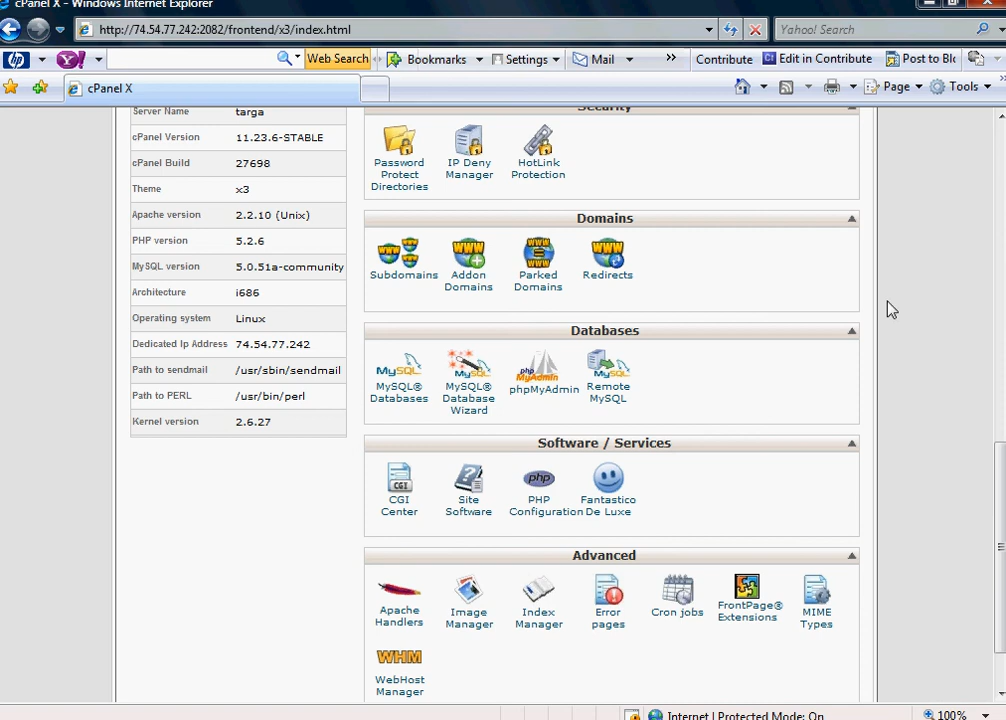 cPanel X - Windows Internet Explorer
http://74.54.77.242:2082/frontend/x3/index.html
Yahoo! Search
hp
Y!
Web Search
Bookmarks
Settings
Mail
»
Contribute
Edit in Contribute
Post to Blo
cPanel X
Page
Tools
Server Name targa
cPanel Version 11.23.6-STABLE
cPanel Build 27698
Theme x3
Apache version 2.2.10 (Unix)
PHP version 5.2.6
MySQL version 5.0.51a-community
Architecture i686
Operating system Linux
Dedicated Ip Address 74.54.77.242
Path to sendmail /usr/sbin/sendmail
Path to PERL /usr/bin/perl
Kernel version 2.6.27
Security
Password
Protect
Directories
IP Deny
Manager
HotLink
Protection
Domains
Subdomains
Addon
Domains
Parked
Domains
Redirects
Databases
MySQL®
Databases
MySQL®
Database
Wizard
phpMyAdmin
Remote
MySQL
Software / Services
CGI
Center
Site
Software
PHP
Configuration
Fantastico
De Luxe
Advanced
Apache
Handlers
Image
Manager
Index
Manager
Error
pages
Cron jobs
FrontPage®
Extensions
MIME
Types
WHM
WebHost
Manager
Internet | Protected Mode: On
100%